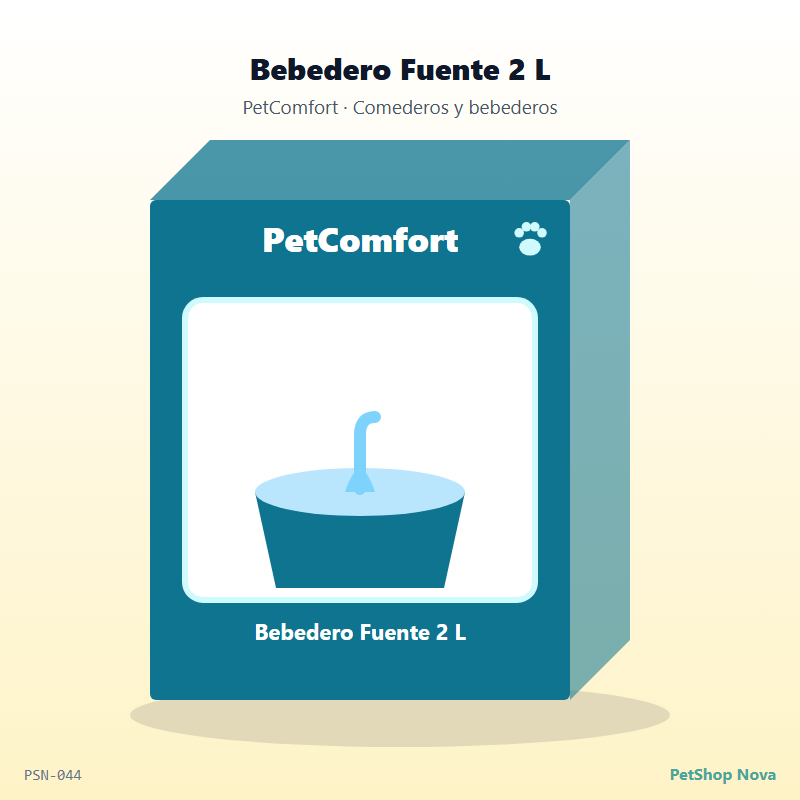 Bebedero Fuente 2 L
PetComfort · Comederos y bebederos
PetComfort
Bebedero Fuente 2 L
PSN-044
PetShop Nova